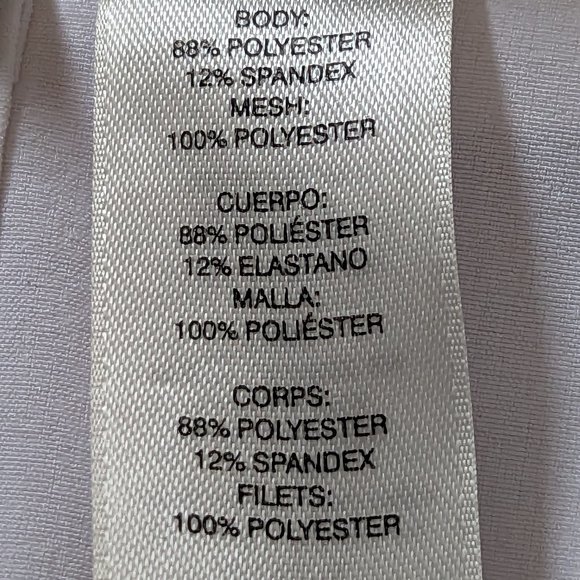 BODY:
88% POLYESTER
12% SPANDEX
MESH:
100% POLYESTER
CUERPO:
88% POLIÉSTER
12% ELASTANO
MALLA:
100% POLIÉSTER
CORPS:
88% POLYESTER
12% SPANDEX
FILETS:
100% POLYESTER